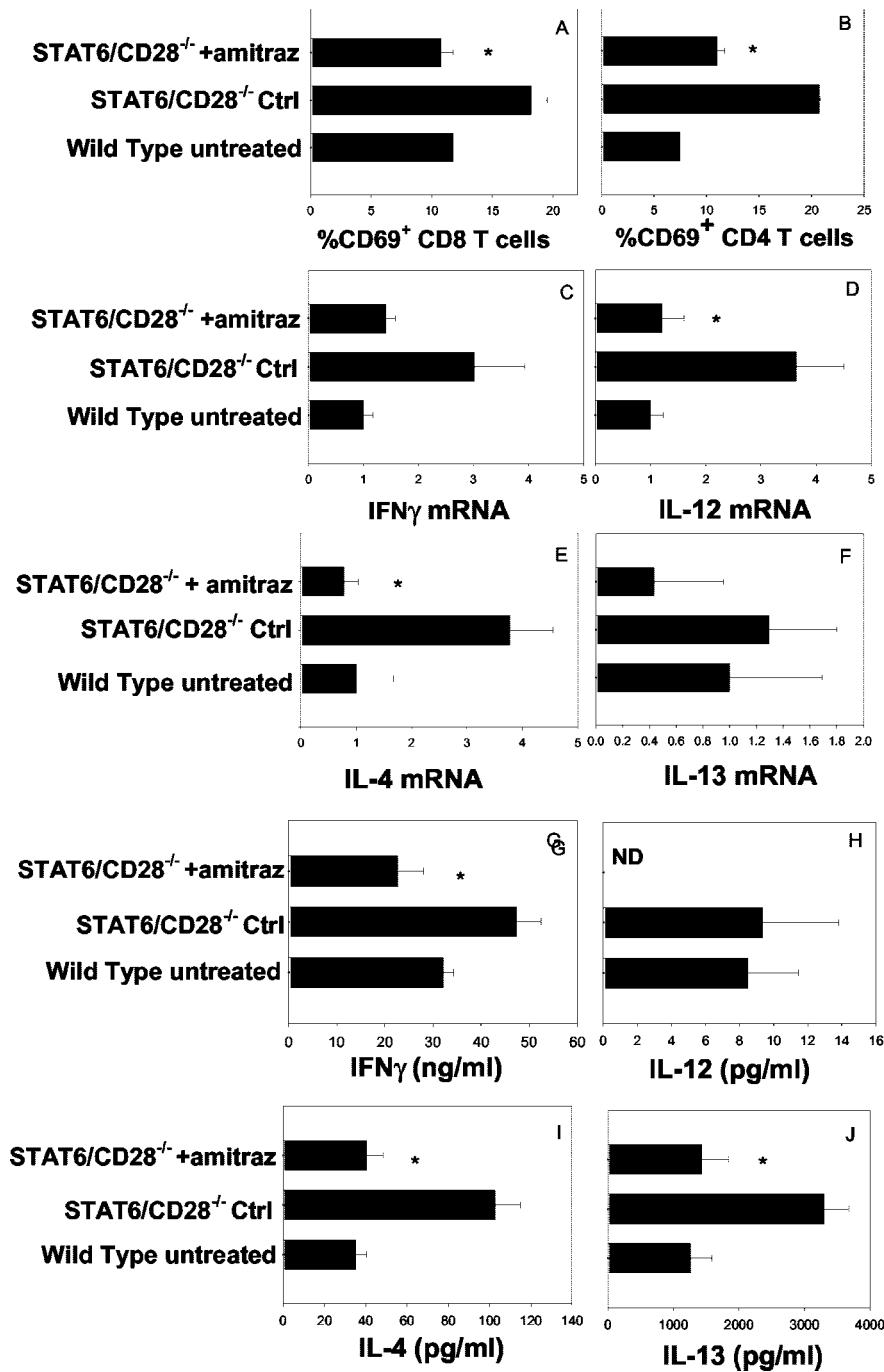 A
B
STAT6/CD28-/- +amitraz
*
*
STAT6/CD28-/- Ctrl
Wild Type untreated
0 5 10 15 20
0 5 10 15 20 25
%CD69+ CD8 T cells
%CD69+ CD4 T cells
C
D
STAT6/CD28-/- +amitraz
*
STAT6/CD28-/- Ctrl
Wild Type untreated
0 1 2 3 4 5
0 1 2 3 4 5
IFNγ mRNA
IL-12 mRNA
E
F
STAT6/CD28-/- + amitraz
*
STAT6/CD28-/- Ctrl
Wild Type untreated
0 1 2 3 4 5
0.0 0.2 0.4 0.6 0.8 1.0 1.2 1.4 1.6 1.8 2.0
IL-4 mRNA
IL-13 mRNA
G
G
H
ND
STAT6/CD28-/- +amitraz
*
STAT6/CD28-/- Ctrl
Wild Type untreated
0 10 20 30 40 50 60
0 2 4 6 8 10 12 14 16
IFNγ (ng/ml)
IL-12 (pg/ml)
I
J
STAT6/CD28-/- +amitraz
*
*
STAT6/CD28-/- Ctrl
Wild Type untreated
0 20 40 60 80 100 120 140
0 1000 2000 3000 4000
IL-4 (pg/ml)
IL-13 (pg/ml)